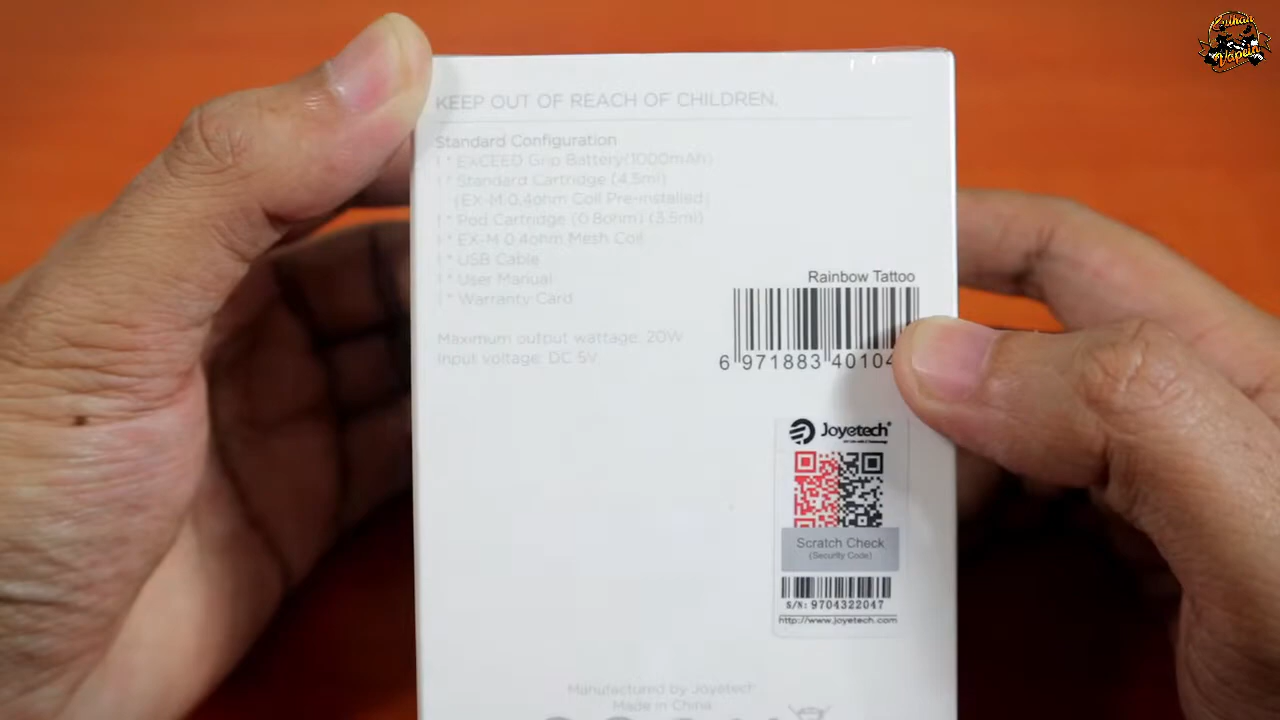 KEEP OUT OF REACH OF CHILDREN.
Standard Configuration
1 * EXCEED Grip Battery(1000mAh)
1 * Standard Cartridge (4.5ml)
(EX-M 0.4ohm Coil Pre-installed)
1 * Pod Cartridge (0.8ohm) (3.5ml)
1 * EX-M 0.4ohm Mesh Coil
1 * USB Cable
1 * User Manual
1 * Warranty Card
Maximum output wattage: 20W
Input voltage: DC 5V
Rainbow Tattoo
6 971883 40104
Joyetech®
Scratch Check
(Security Code)
S/N: 9704322047
http://www.joyetech.com
Manufactured by Joyetech
Made in China
Vapein